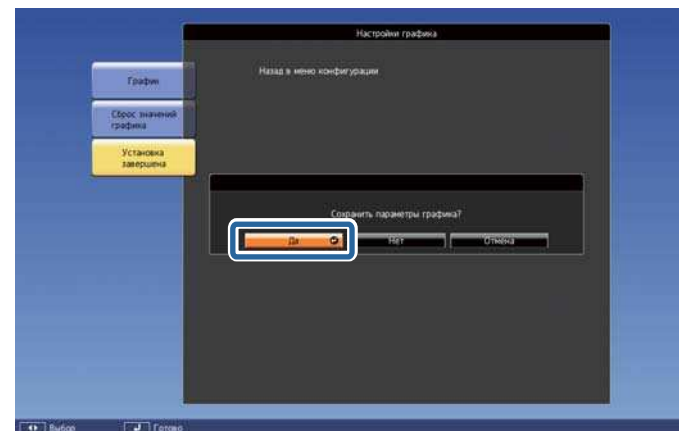 Настройки графика
Назад в меню конфигурации
График
Сброс значений
графика
Установка
завершена
Сохранить параметры графика?
Да
Нет
Отмена
Выбор
Готово